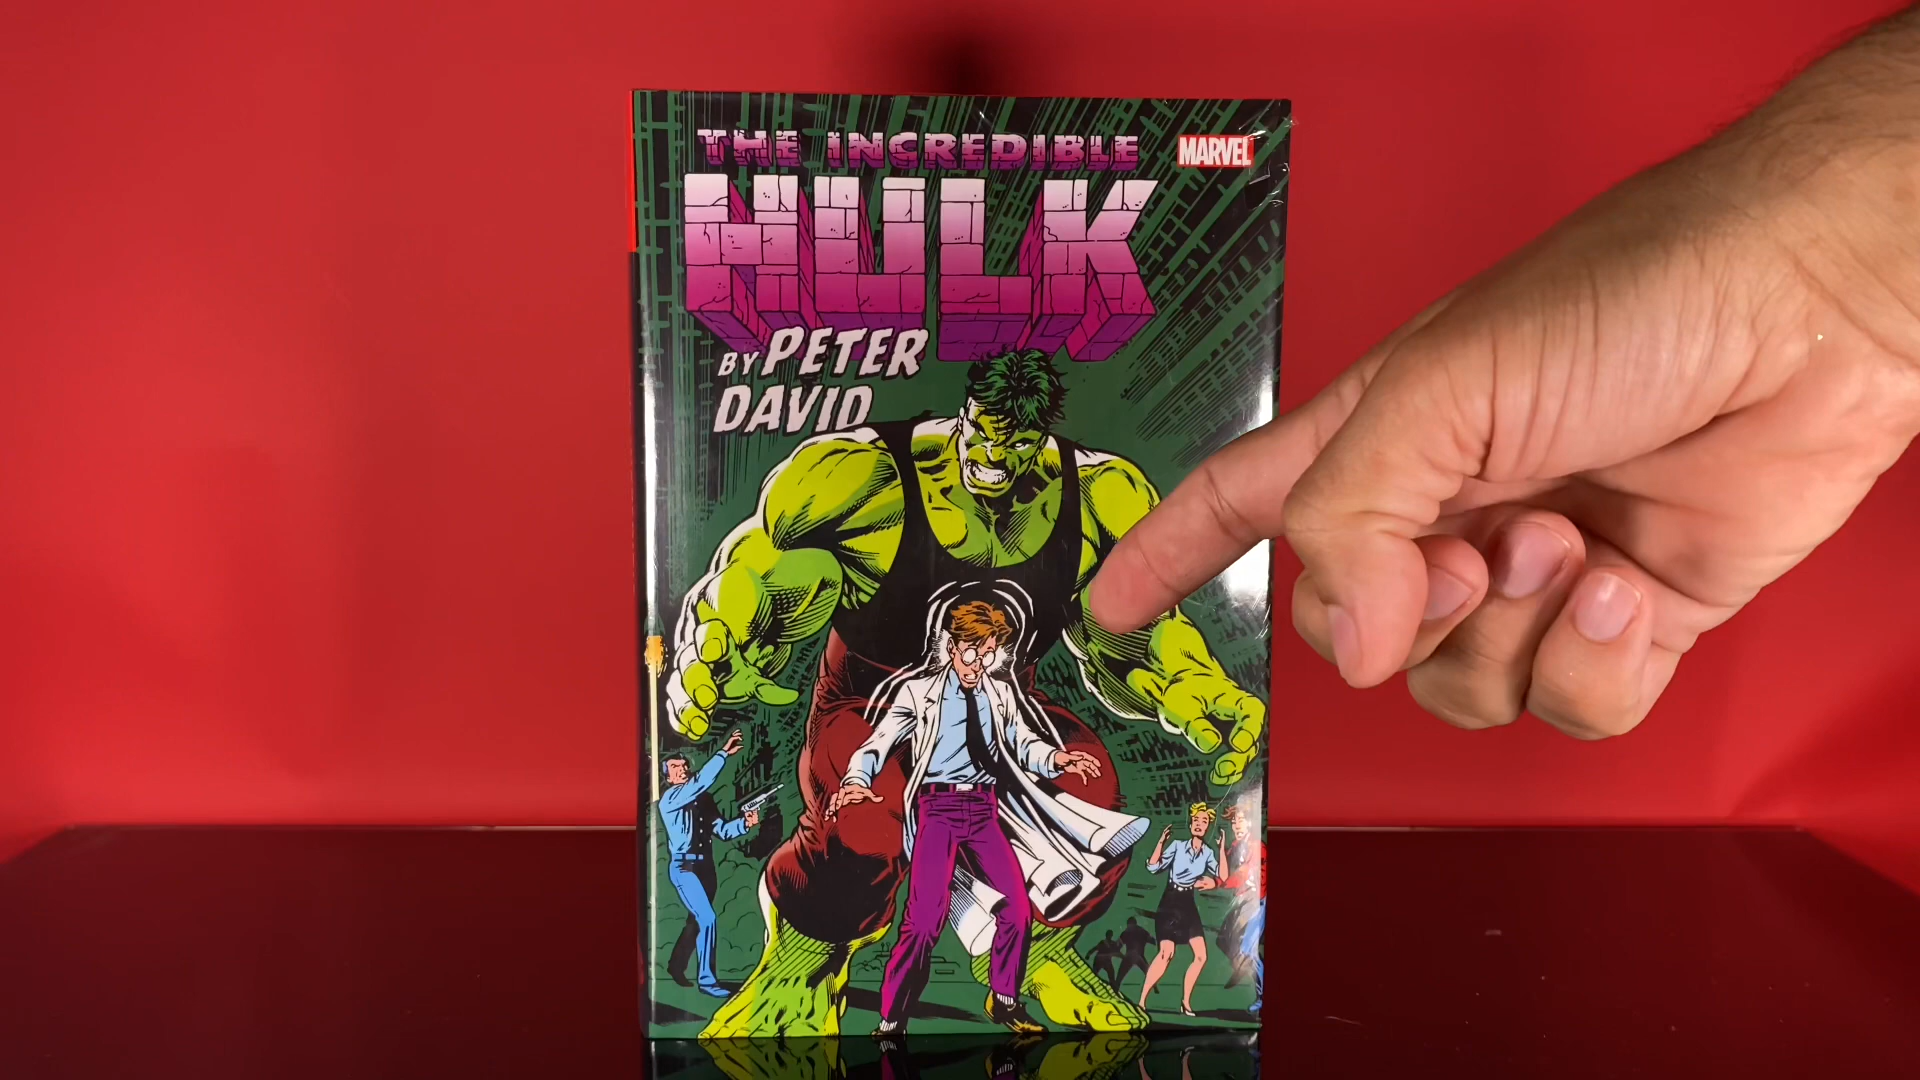 THE INCREDIBLE
MARVEL
HULK
BY PETER
DAVID